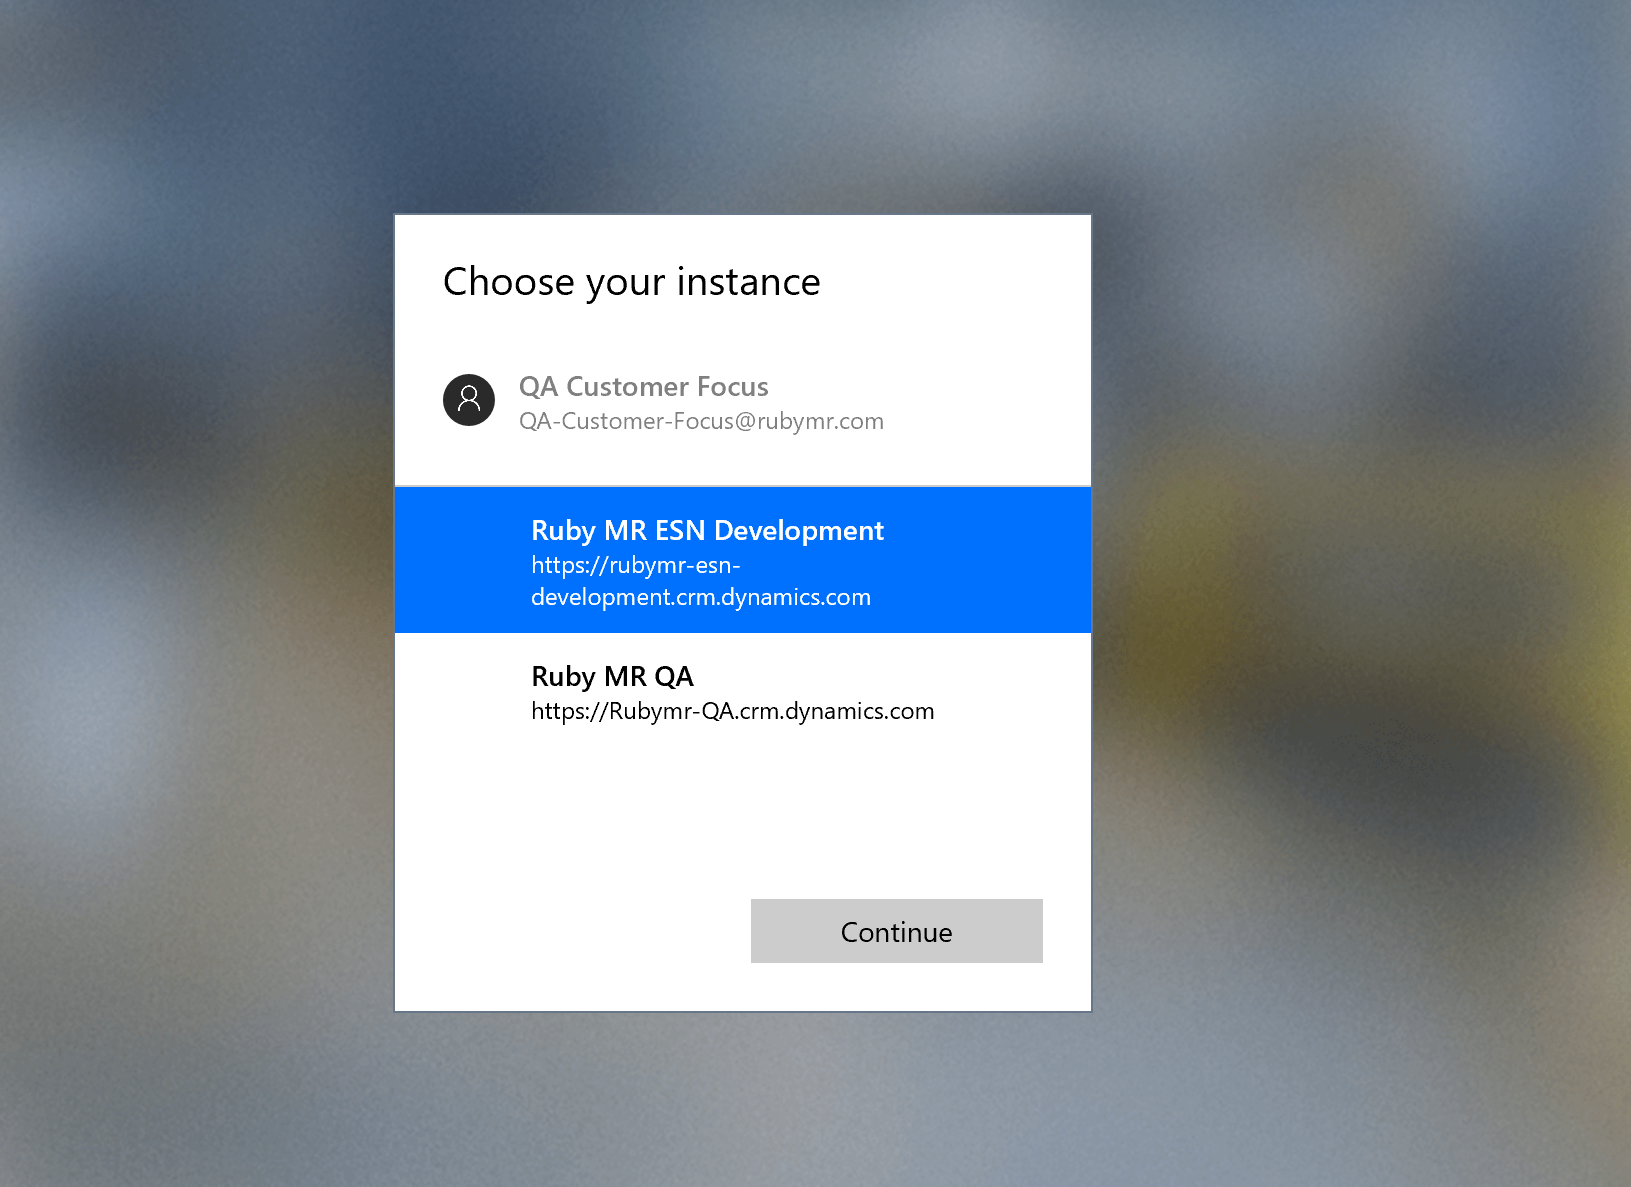 Choose your instance
QA Customer Focus
QA-Customer-Focus@rubymr.com
Ruby MR ESN Development
https://rubymr-esn-
development.crm.dynamics.com
Ruby MR QA
https://Rubymr-QA.crm.dynamics.com
Continue